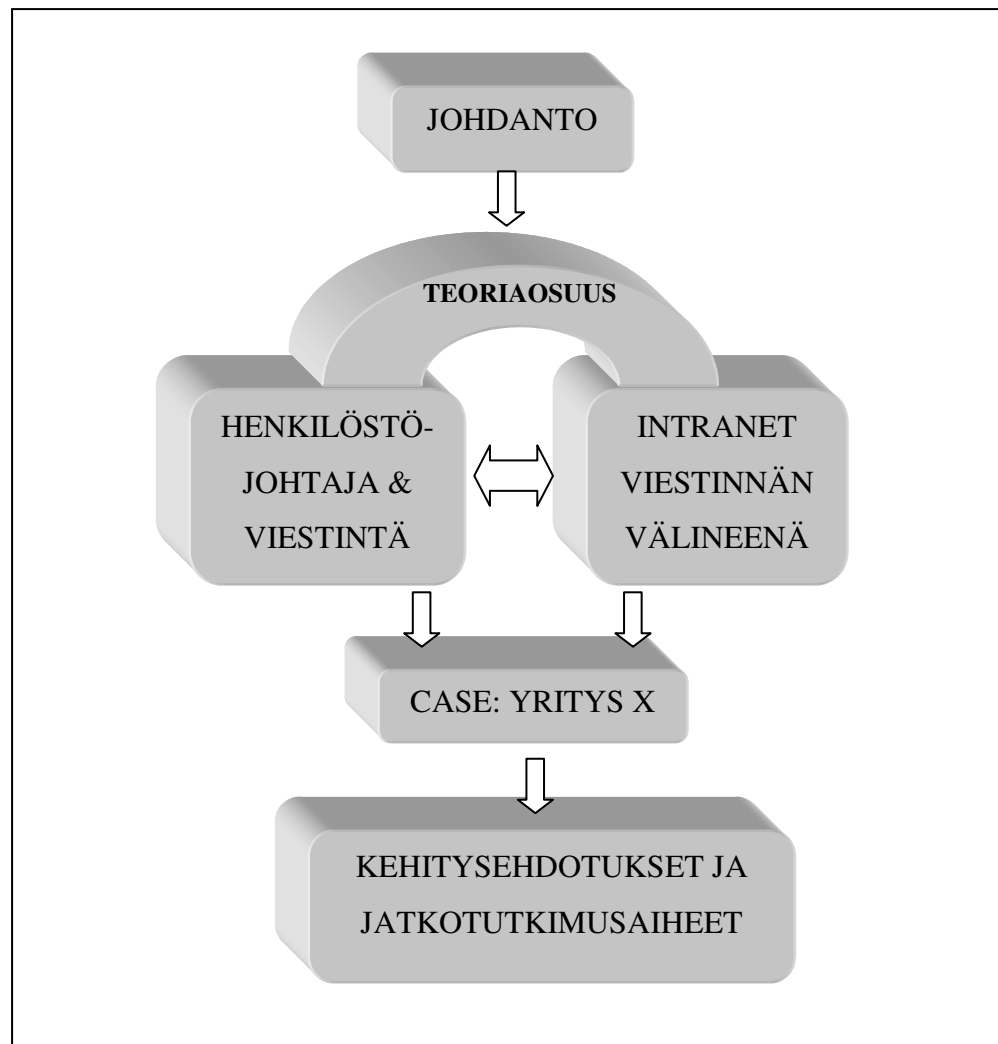 JOHDANTO
TEORIAOSUUS
HENKILÖSTÖ-
JOHTAJA &
VIESTINTÄ
INTRANET
VIESTINNÄN
VÄLINEENÄ
CASE: YRITYS X
KEHITYSEHDOTUKSET JA
JATKOTUTKIMUSAIHEET